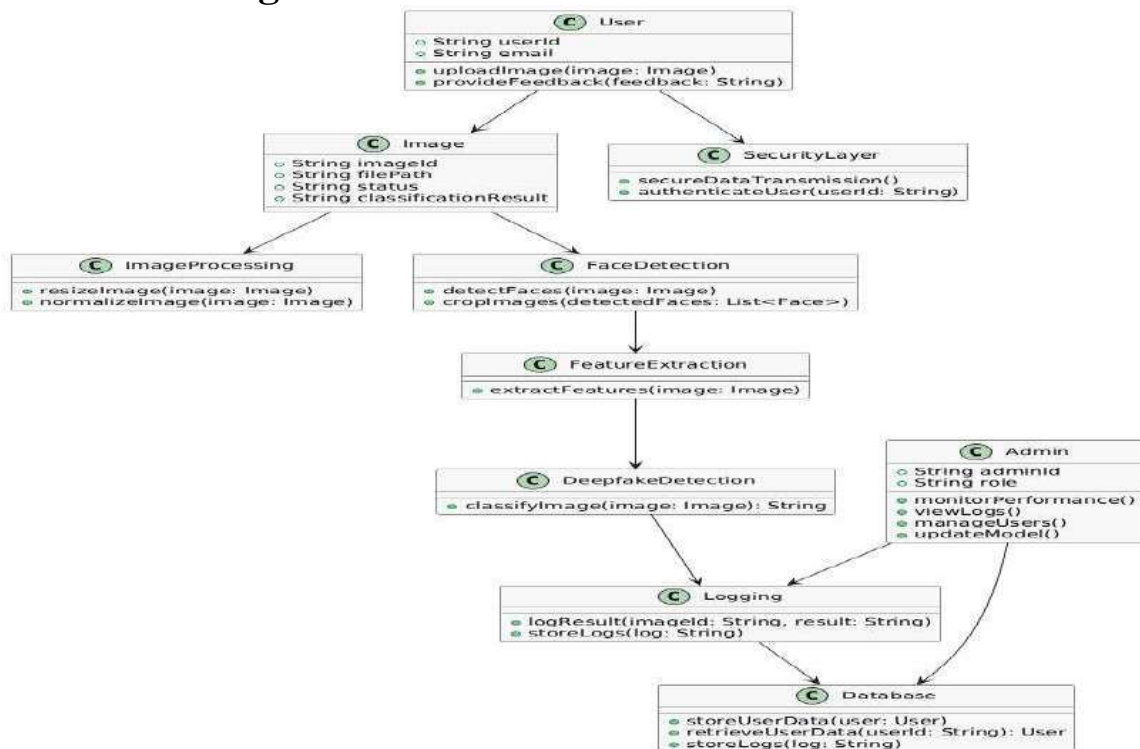 C User
String userId
String email
uploadImage(image: Image)
provideFeedback(feedback: String)
C Image
String imageId
String filePath
String status
String classificationResult
C SecurityLayer
secureDataTransmission()
authenticateUser(userId: String)
C ImageProcessing
resizeImage(image: Image)
normalizeImage(image: Image)
C FaceDetection
detectFaces(image: Image)
cropImages(detectedFaces: List<Face>)
C FeatureExtraction
extractFeatures(image: Image)
C DeepfakeDetection
classifyImage(image: Image): String
C Admin
String adminId
String role
monitorPerformance()
viewLogs()
manageUsers()
updateModel()
C Logging
logResult(imageId: String, result: String)
storeLogs(log: String)
C Database
storeUserData(user: User)
retrieveUserData(userId: String): User
storeLogs(log: String)